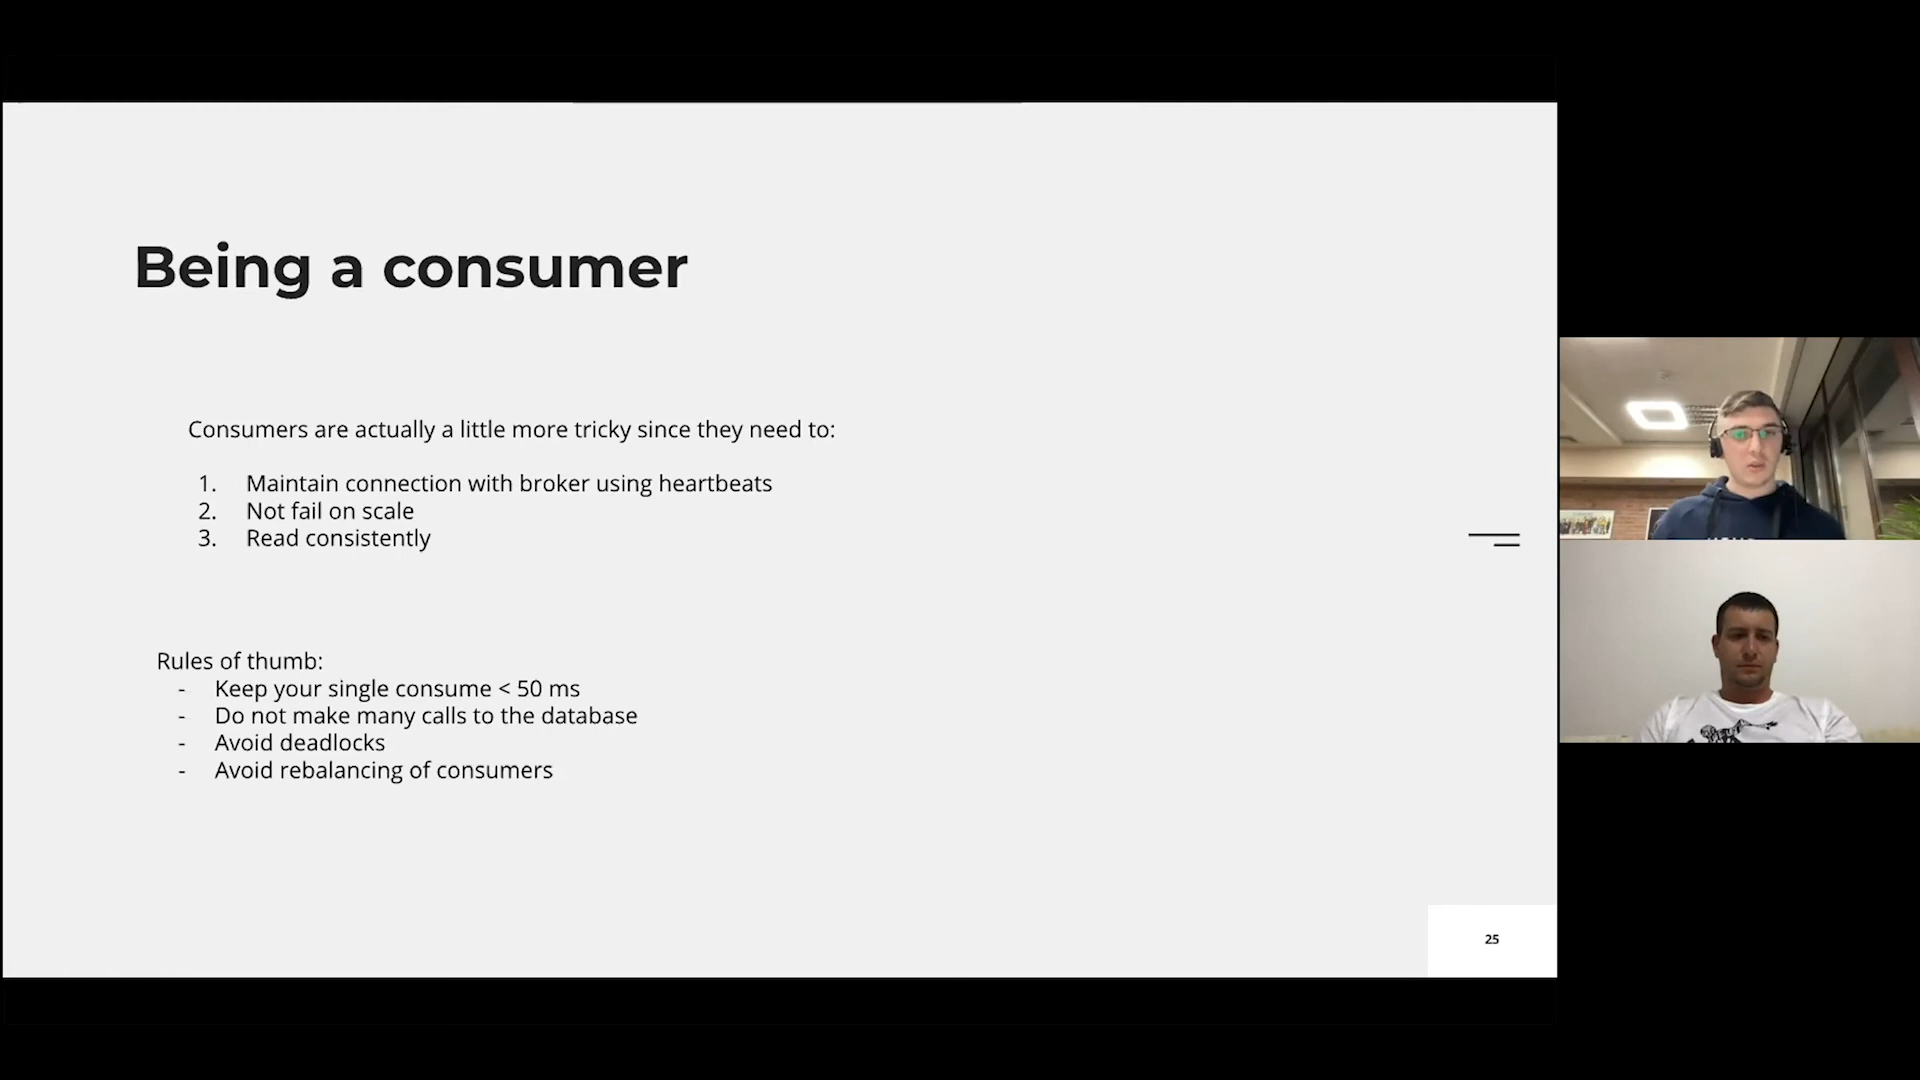 Being a consumer
Consumers are actually a little more tricky since they need to:
1. Maintain connection with broker using heartbeats
2. Not fail on scale
3. Read consistently
Rules of thumb:
- Keep your single consume < 50 ms
- Do not make many calls to the database
- Avoid deadlocks
- Avoid rebalancing of consumers
25